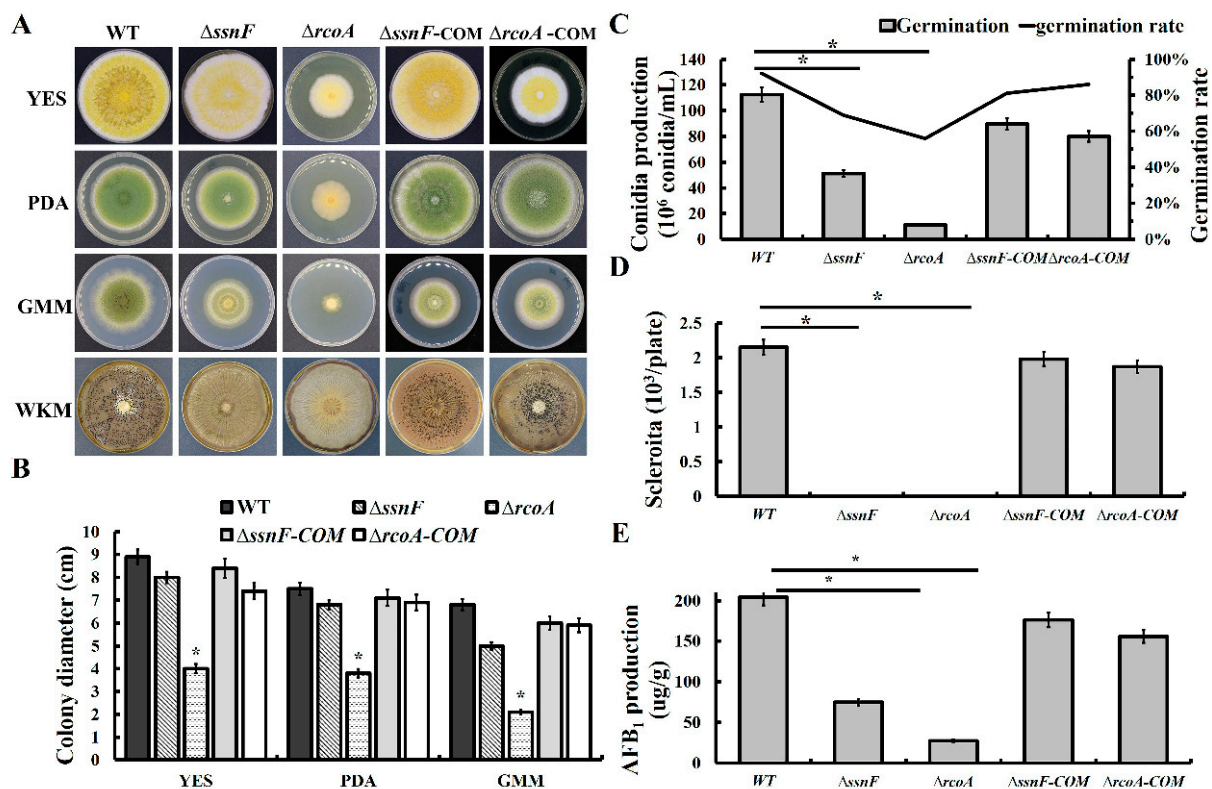 A
WT ΔssnF ΔrcoA ΔssnF-COM ΔrcoA -COM
YES
PDA
GMM
WKM
B
WT ΔssnF ΔrcoA
ΔssnF-COM ΔrcoA-COM
Colony diameter (cm)
10
9
8
7
6
5
4
3
2
1
0
* * *
YES PDA GMM
C
Germination germination rate
Conidia production
(10⁶ conidia/mL)
140
120
100
80
60
40
20
0
* *
100%
80%
60%
40%
20%
0%
Germination rate
WT ΔssnF ΔrcoA ΔssnF-COM ΔrcoA-COM
D
Scleroita (10³/plate)
2.5
2
1.5
1
0.5
0
*
*
WT ΔssnF ΔrcoA ΔssnF-COM ΔrcoA-COM
E
AFB₁ production
(ug/g)
200
150
100
50
0
*
*
WT ΔssnF ΔrcoA ΔssnF-COM ΔrcoA-COM